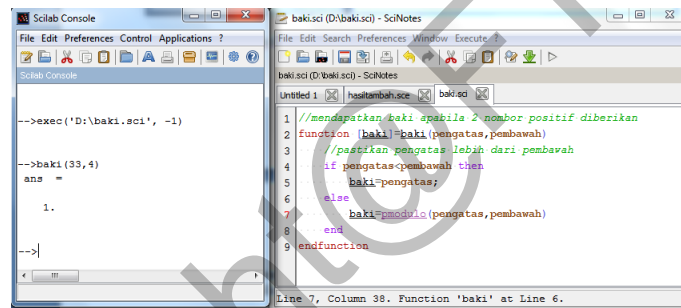 Scilab Console
File Edit Preferences Control Applications ?
Scilab Console
-->exec('D:\baki.sci', -1)
-->baki(33,4)
ans =
1.
-->
baki.sci (D:\baki.sci) - SciNotes
File Edit Search Preferences Window Execute ?
baki.sci (D:\baki.sci) - SciNotes
Untitled 1 hasiltambah.sce baki.sci
1 //mendapatkan baki apabila 2 nombor positif diberikan
2 function [baki]=baki(pengatas,pembawah)
3 //pastikan pengatas lebih dari pembawah
4 if pengatas<pembawah then
5 baki=pengatas;
6 else
7 baki=pmodulo(pengatas,pembawah)
8 end
9 endfunction
Line 7, Column 38. Function 'baki' at Line 6.